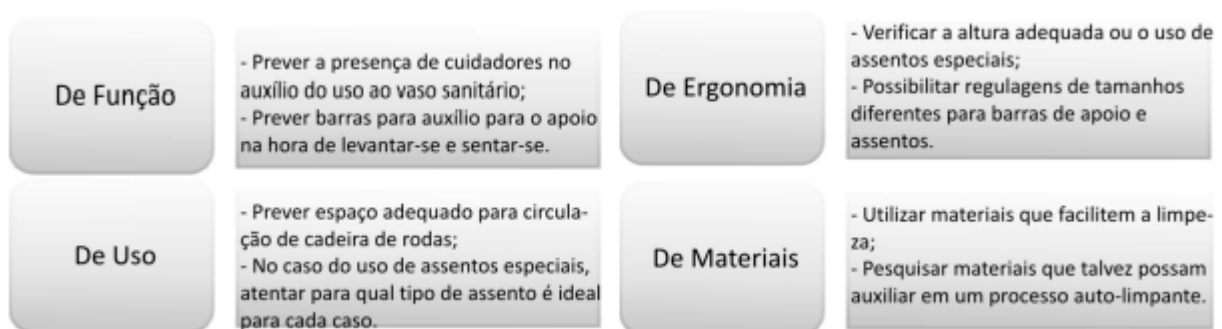 De Função
- Prever a presença de cuidadores no
auxílio do uso ao vaso sanitário;
- Prever barras para auxílio para o apoio
na hora de levantar-se e sentar-se.
De Ergonomia
- Verificar a altura adequada ou o uso de
assentos especiais;
- Possibilitar regulagens de tamanhos
diferentes para barras de apoio e
assentos.
De Uso
- Prever espaço adequado para circula-
ção de cadeira de rodas;
- No caso do uso de assentos especiais,
atentar para qual tipo de assento é ideal
para cada caso.
De Materiais
- Utilizar materiais que facilitem a limpe-
za;
- Pesquisar materiais que talvez possam
auxiliar em um processo auto-limpante.